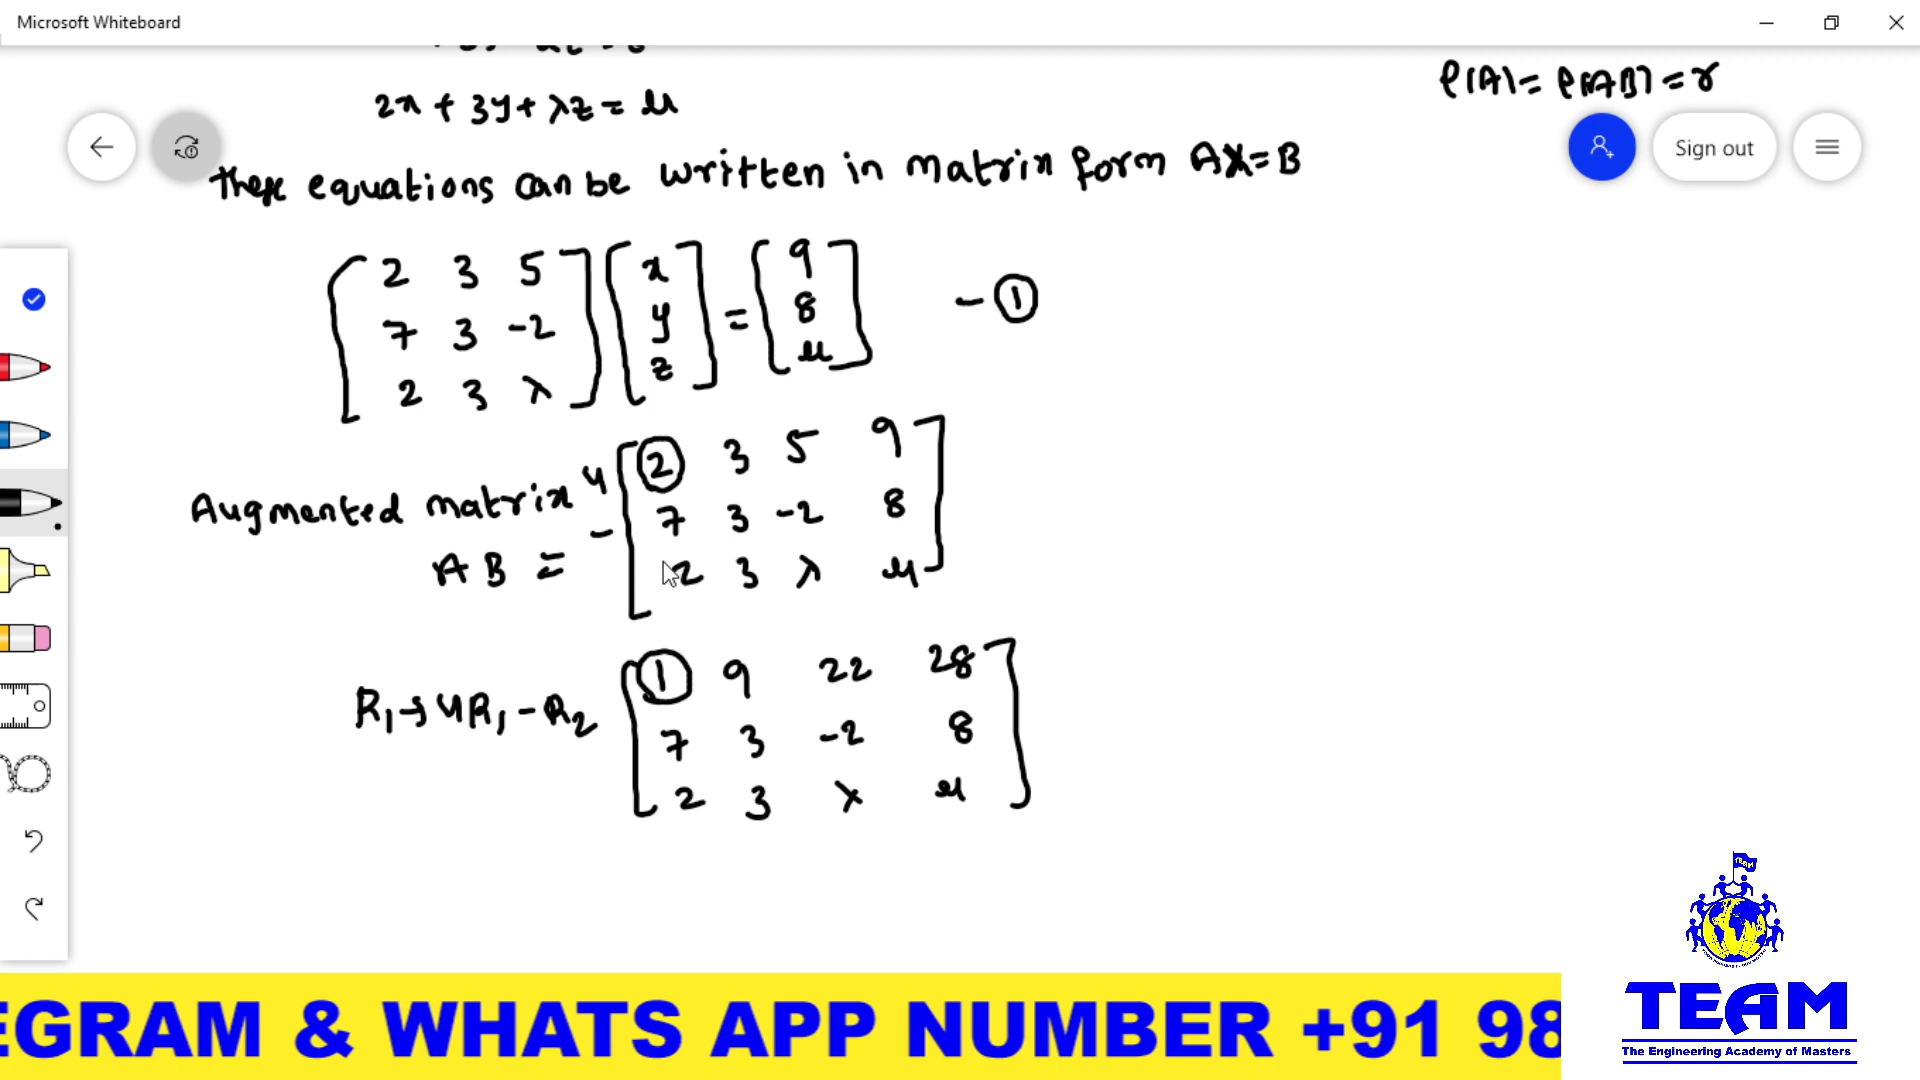 Microsoft Whiteboard
2x + 3y + λz = μ
ρ(A) = ρ(AB) = r
Sign out
These equations can be written in matrix form AX = B
2 3 5 x 9
7 3 -2 y = 8 - ①
2 3 λ z μ
Augmented matrix 4 ② 3 5 9
- 7 3 -2 8
AB = 2 3 λ μ
① 9 22 28
R₁ → 4R₁ - R₂ 7 3 -2 8
2 3 λ μ
TEAM
The Engineering Academy of Masters
EGRAM & WHATS APP NUMBER +91 98